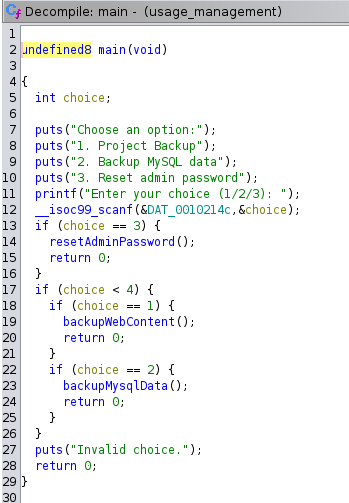 Decompile: main - (usage_management)
1
2 undefined8 main(void)
3
4 {
5 int choice;
6
7 puts("Choose an option:");
8 puts("1. Project Backup");
9 puts("2. Backup MySQL data");
10 puts("3. Reset admin password");
11 printf("Enter your choice (1/2/3): ");
12 __isoc99_scanf(&DAT_0010214c,&choice);
13 if (choice == 3) {
14 resetAdminPassword();
15 return 0;
16 }
17 if (choice < 4) {
18 if (choice == 1) {
19 backupWebContent();
20 return 0;
21 }
22 if (choice == 2) {
23 backupMysqlData();
24 return 0;
25 }
26 }
27 puts("Invalid choice.");
28 return 0;
29 }
30